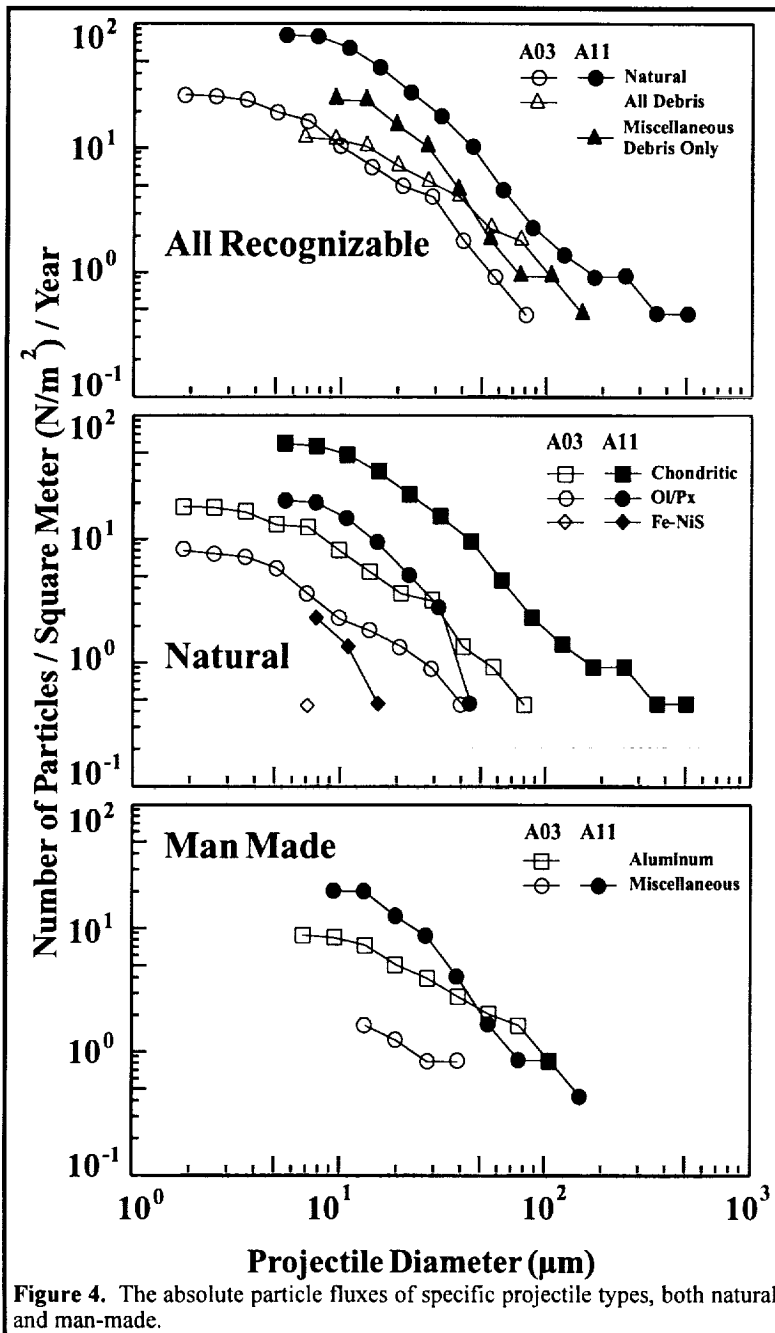 Number of Particles / Square Meter (N/m²) / Year
10²
10¹
10⁰
10⁻¹
A03 A11
Natural
All Debris
Miscellaneous
Debris Only
All Recognizable
10²
10¹
10⁰
10⁻¹
A03 A11
Chondritic
Ol/Px
Fe-NiS
Natural
10²
10¹
10⁰
10⁻¹
Man Made
A03 A11
Aluminum
Miscellaneous
10⁰ 10¹ 10² 10³
Projectile Diameter (µm)
Figure 4. The absolute particle fluxes of specific projectile types, both natural
and man-made.